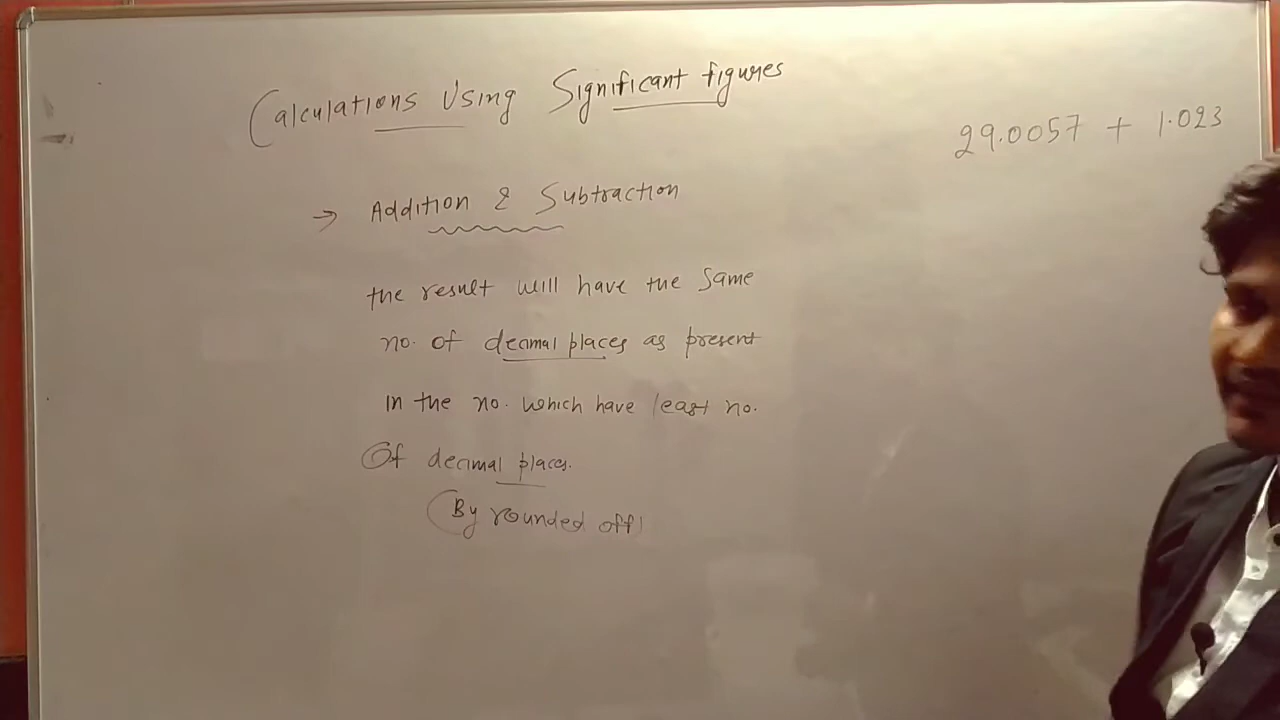 Calculations Using Significant figures
29.0057 + 1.023
→ Addition & Subtraction
the result will have the same
no. of decimal places as present
in the no. which have least no.
Of decimal places.
(By rounded off)